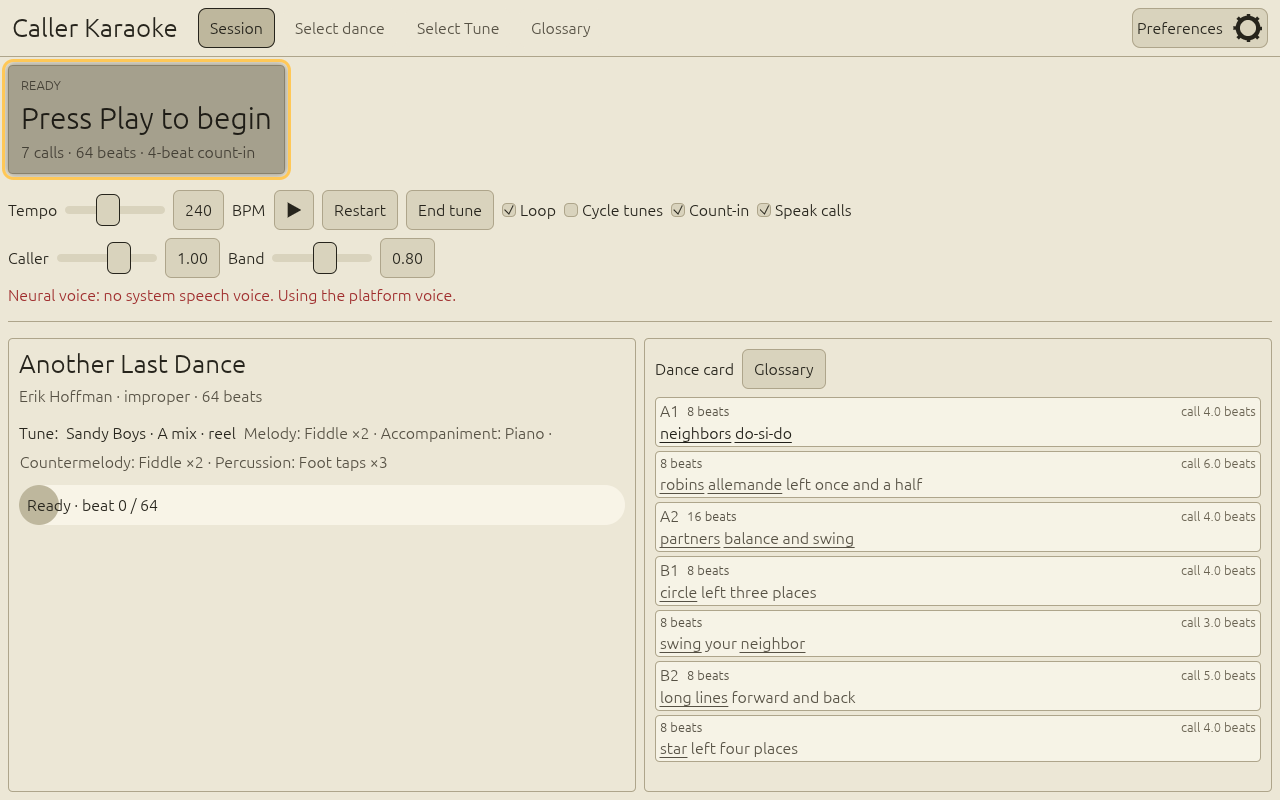 Caller Karaoke
Session
Select dance
Select Tune
Glossary
Preferences
READY
Press Play to begin
7 calls · 64 beats · 4-beat count-in
Tempo 240 BPM Restart End tune Loop Cycle tunes Count-in Speak calls
Caller 1.00 Band 0.80
Neural voice: no system speech voice. Using the platform voice.
Another Last Dance
Erik Hoffman · improper · 64 beats
Tune: Sandy Boys · A mix · reel Melody: Fiddle ×2 · Accompaniment: Piano ·
Countermelody: Fiddle ×2 · Percussion: Foot taps ×3
Ready · beat 0 / 64
Dance card Glossary
A1 8 beats call 4.0 beats
neighbors do-si-do
8 beats call 6.0 beats
robins allemande left once and a half
A2 16 beats call 4.0 beats
partners balance and swing
B1 8 beats call 4.0 beats
circle left three places
8 beats call 3.0 beats
swing your neighbor
B2 8 beats call 5.0 beats
long lines forward and back
8 beats call 4.0 beats
star left four places